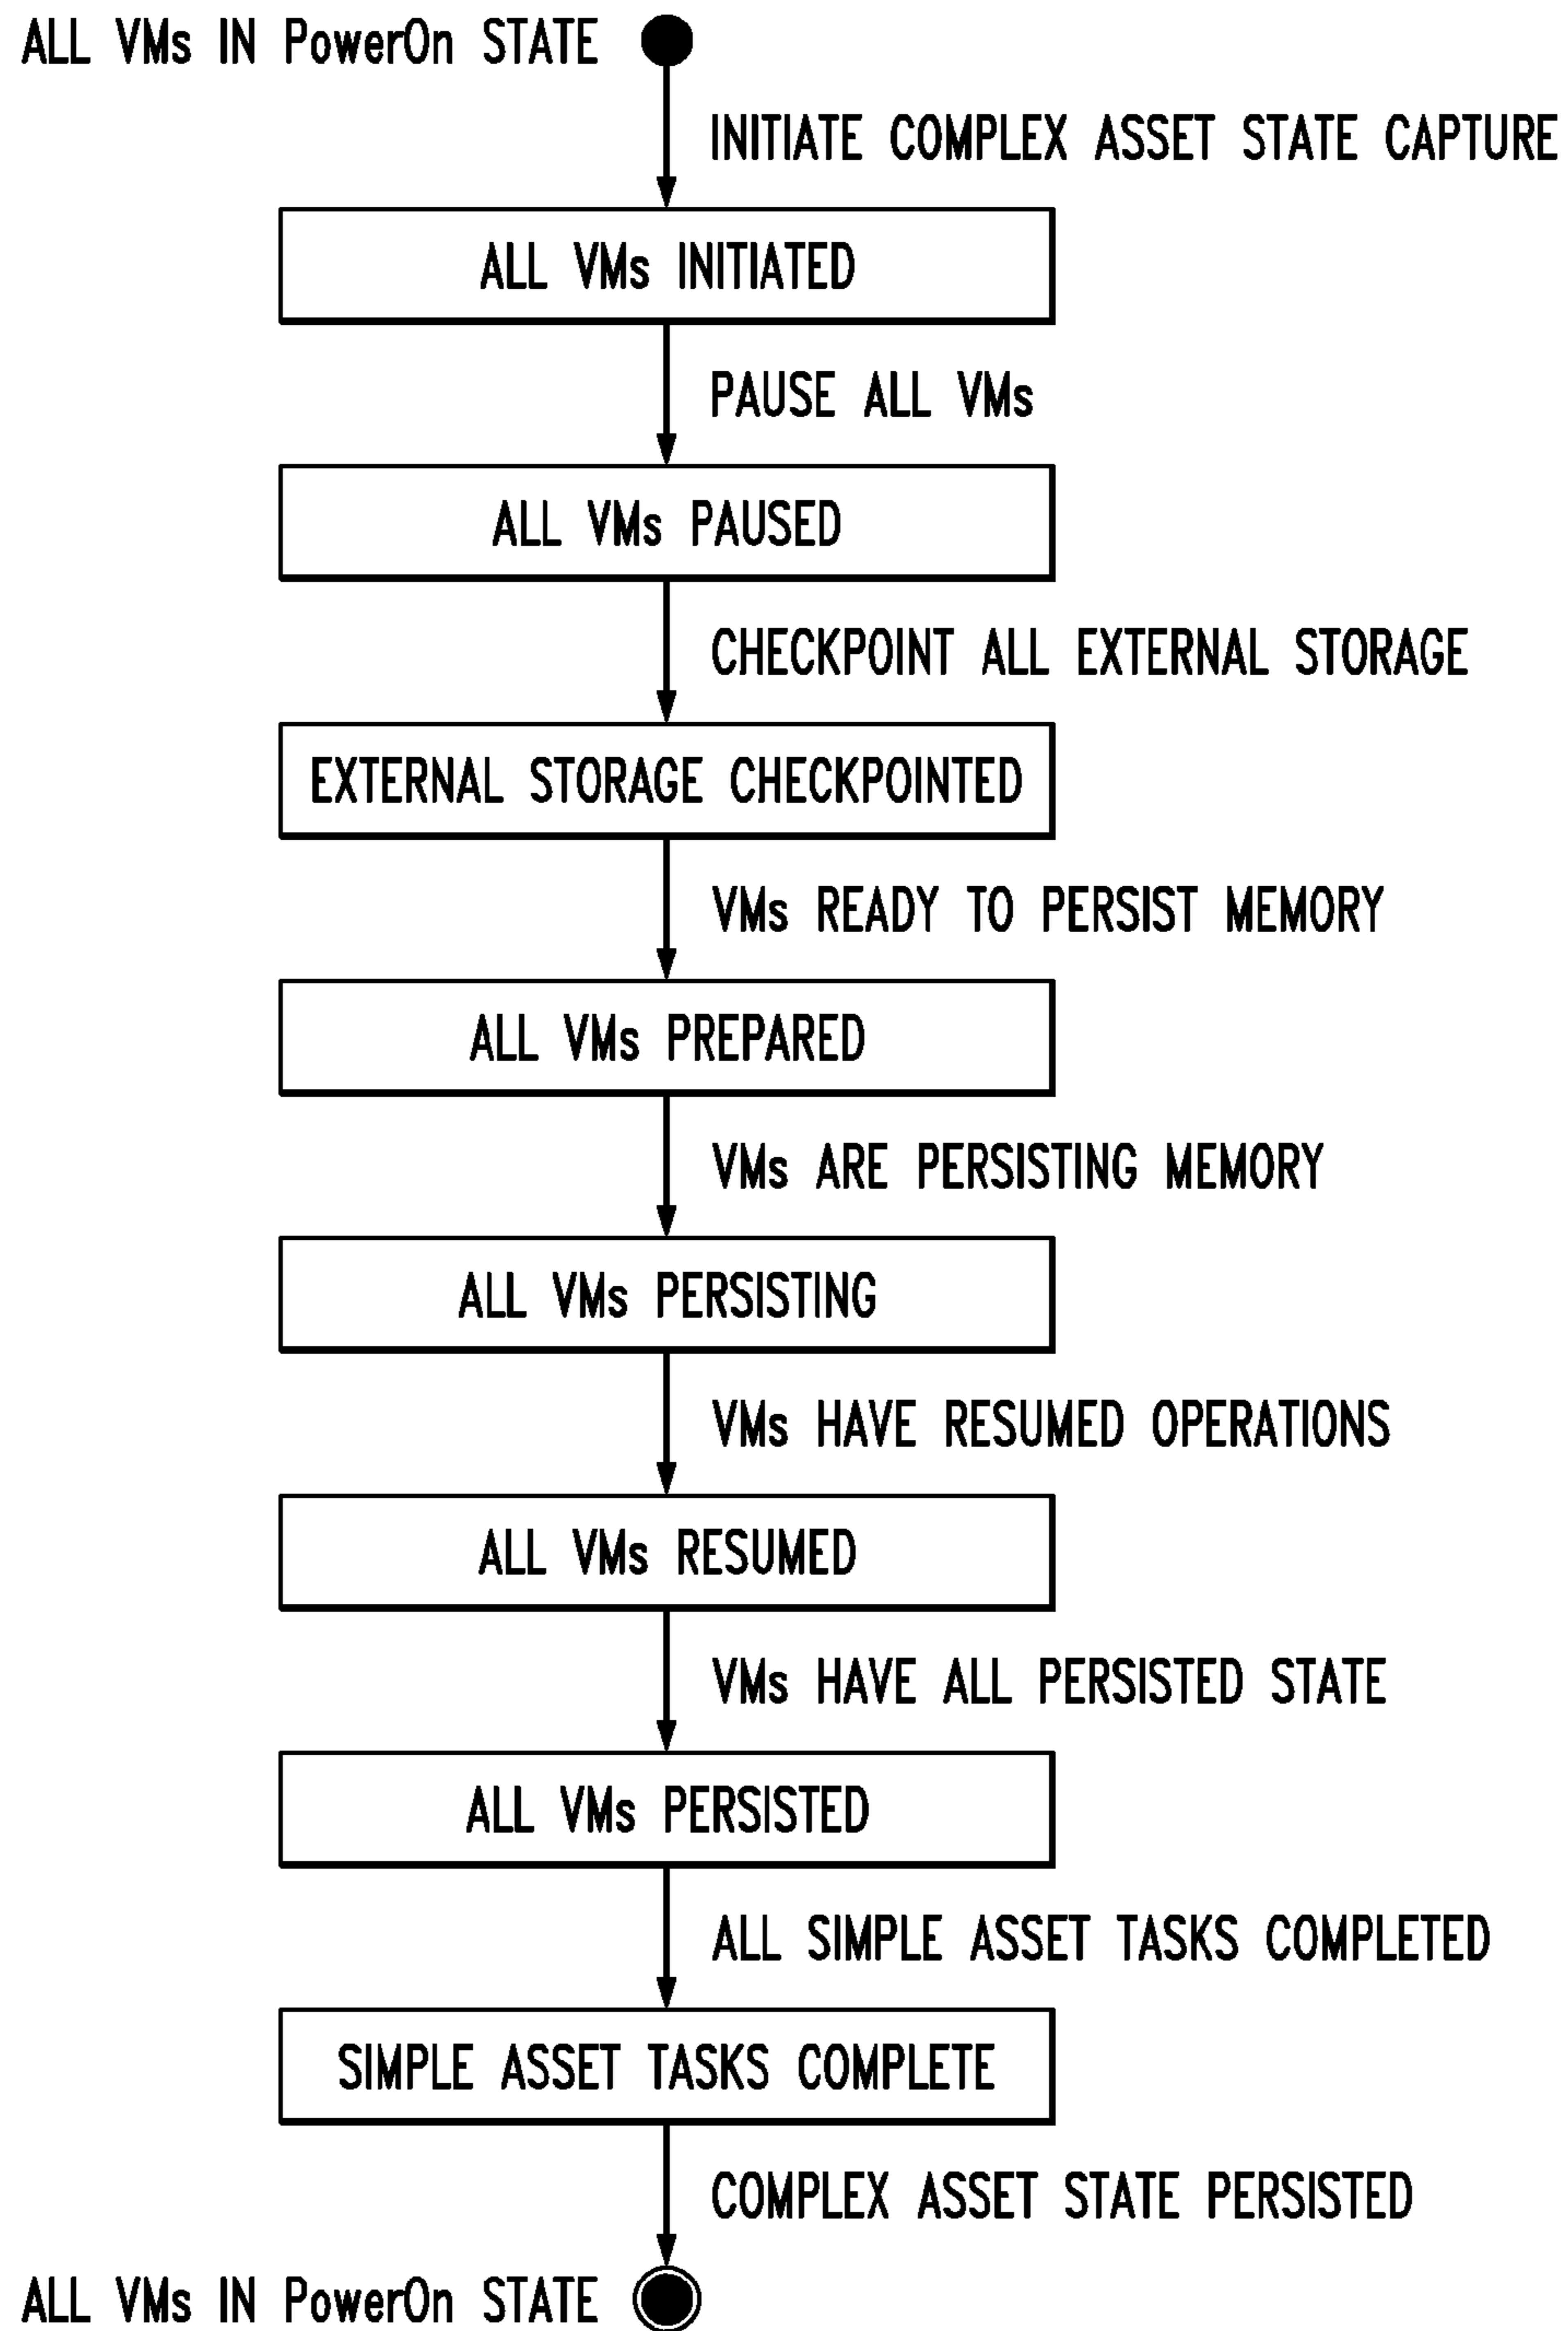 ALL VMs IN PowerOn STATE
INITIATE COMPLEX ASSET STATE CAPTURE
ALL VMs INITIATED
PAUSE ALL VMs
ALL VMs PAUSED
CHECKPOINT ALL EXTERNAL STORAGE
EXTERNAL STORAGE CHECKPOINTED
VMs READY TO PERSIST MEMORY
ALL VMs PREPARED
VMs ARE PERSISTING MEMORY
ALL VMs PERSISTING
VMs HAVE RESUMED OPERATIONS
ALL VMs RESUMED
VMs HAVE ALL PERSISTED STATE
ALL VMs PERSISTED
ALL SIMPLE ASSET TASKS COMPLETED
SIMPLE ASSET TASKS COMPLETE
COMPLEX ASSET STATE PERSISTED
ALL VMs IN PowerOn STATE